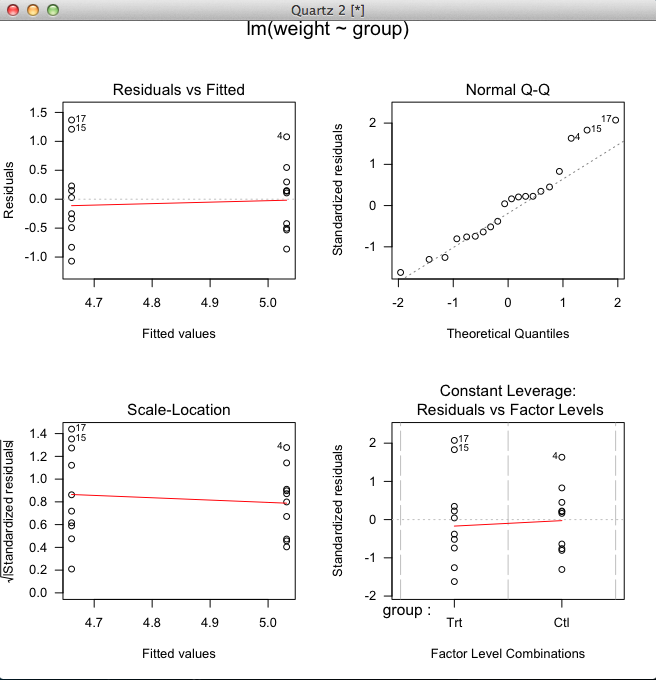 Quartz 2 [*]
lm(weight ~ group)
Residuals vs Fitted
Residuals
1.5
1.0
0.5
0.0
-0.5
-1.0
17
15
4
4.7 4.8 4.9 5.0
Fitted values
Normal Q-Q
Standardized residuals
2
1
0
-1
17
15
4
-2 -1 0 1 2
Theoretical Quantiles
Scale-Location
√|Standardized residuals|
1.4
1.2
1.0
0.8
0.6
0.4
0.2
0.0
17
15
4
4.7 4.8 4.9 5.0
Fitted values
Constant Leverage:
Residuals vs Factor Levels
Standardized residuals
2
1
0
-1
-2
17
15
4
group :
Trt Ctl
Factor Level Combinations